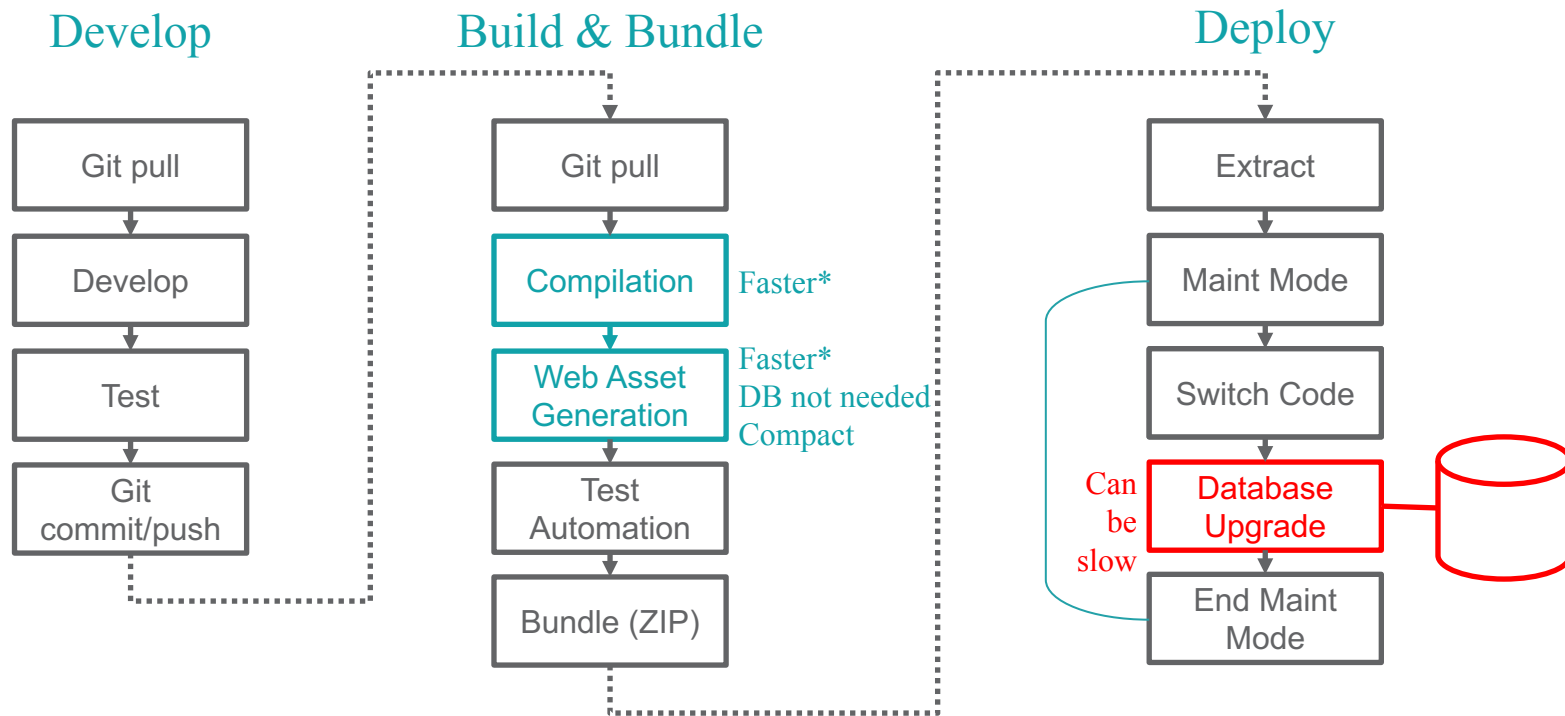 Develop
Git pull
Develop
Test
Git
commit/push
Build & Bundle
Git pull
Compilation
Faster*
Web Asset
Generation
Faster*
DB not needed
Compact
Test
Automation
Bundle (ZIP)
Deploy
Extract
Maint Mode
Switch Code
Can
be
slow
Database
Upgrade
End Maint
Mode